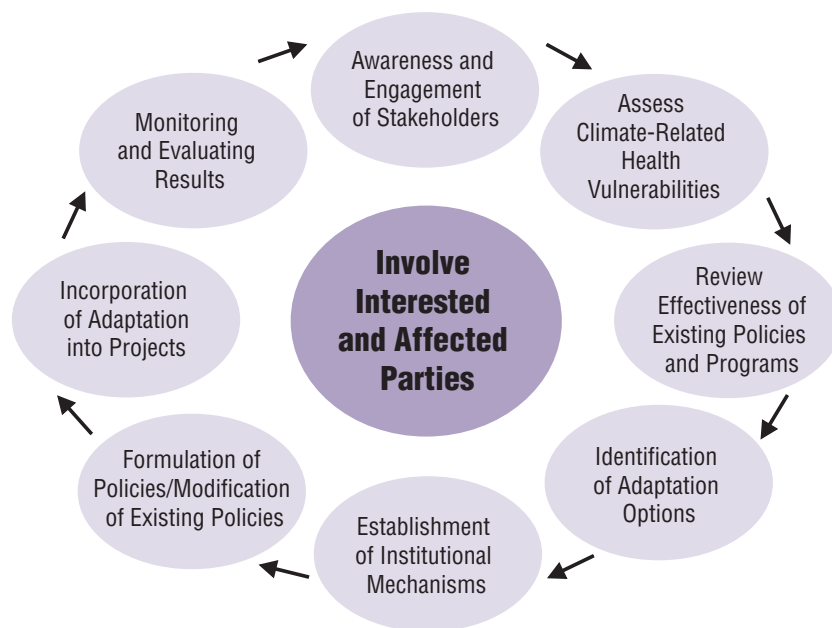 Awareness and
Engagement
of Stakeholders
Assess
Climate-Related
Health
Vulnerabilities
Review
Effectiveness of
Existing Policies
and Programs
Identification
of Adaptation
Options
Establishment
of Institutional
Mechanisms
Formulation of
Policies/Modification
of Existing Policies
Incorporation
of Adaptation
into Projects
Monitoring
and Evaluating
Results
Involve
Interested
and Affected
Parties